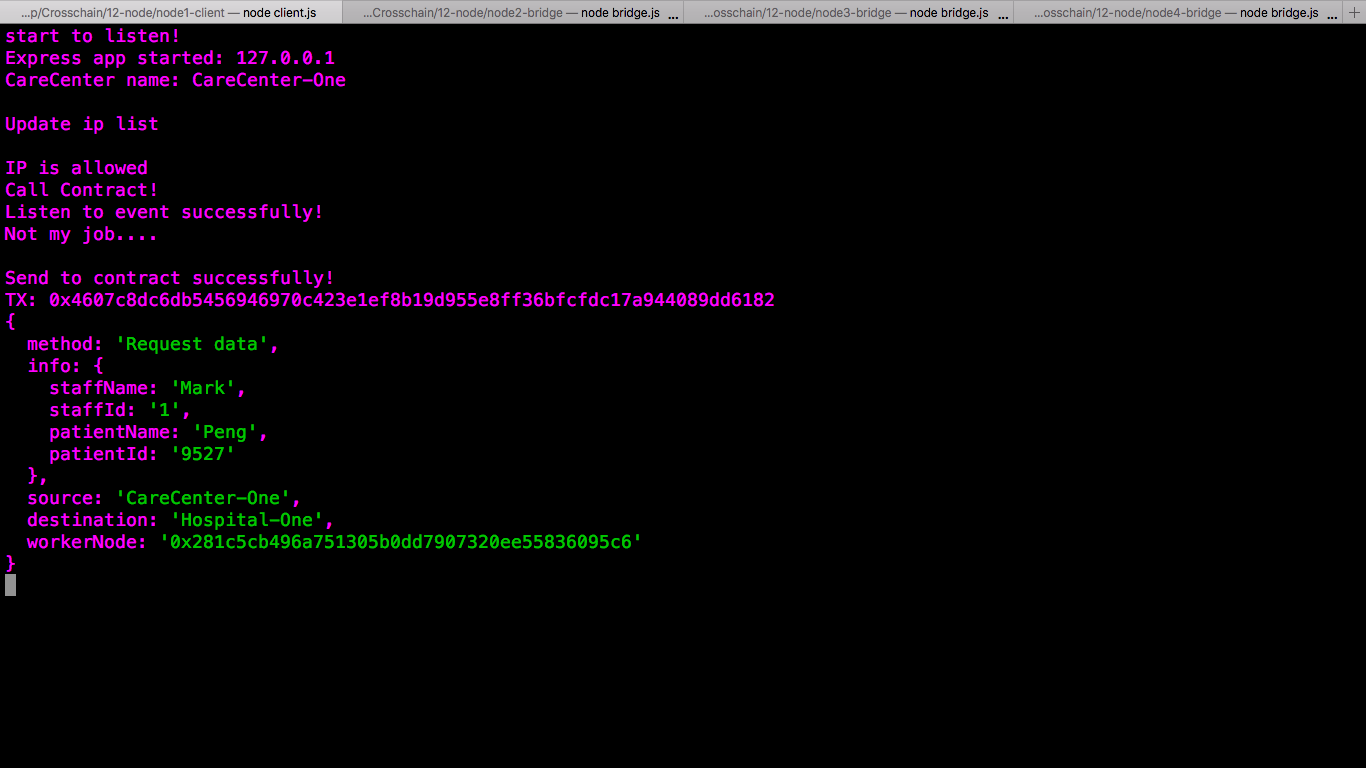 ...p/Crosschain/12-node/node1-client — node client.js
...Crosschain/12-node/node2-bridge — node bridge.js ...
...osschain/12-node/node3-bridge — node bridge.js ...
...osschain/12-node/node4-bridge — node bridge.js ...
start to listen!
Express app started: 127.0.0.1
CareCenter name: CareCenter-One
Update ip list
IP is allowed
Call Contract!
Listen to event successfully!
Not my job....
Send to contract successfully!
TX: 0x4607c8dc6db5456946970c423e1ef8b19d955e8ff36bfcfdc17a944089dd6182
{
  method: 'Request data',
  info: {
    staffName: 'Mark',
    staffId: '1',
    patientName: 'Peng',
    patientId: '9527'
  },
  source: 'CareCenter-One',
  destination: 'Hospital-One',
  workerNode: '0x281c5cb496a751305b0dd7907320ee55836095c6'
}